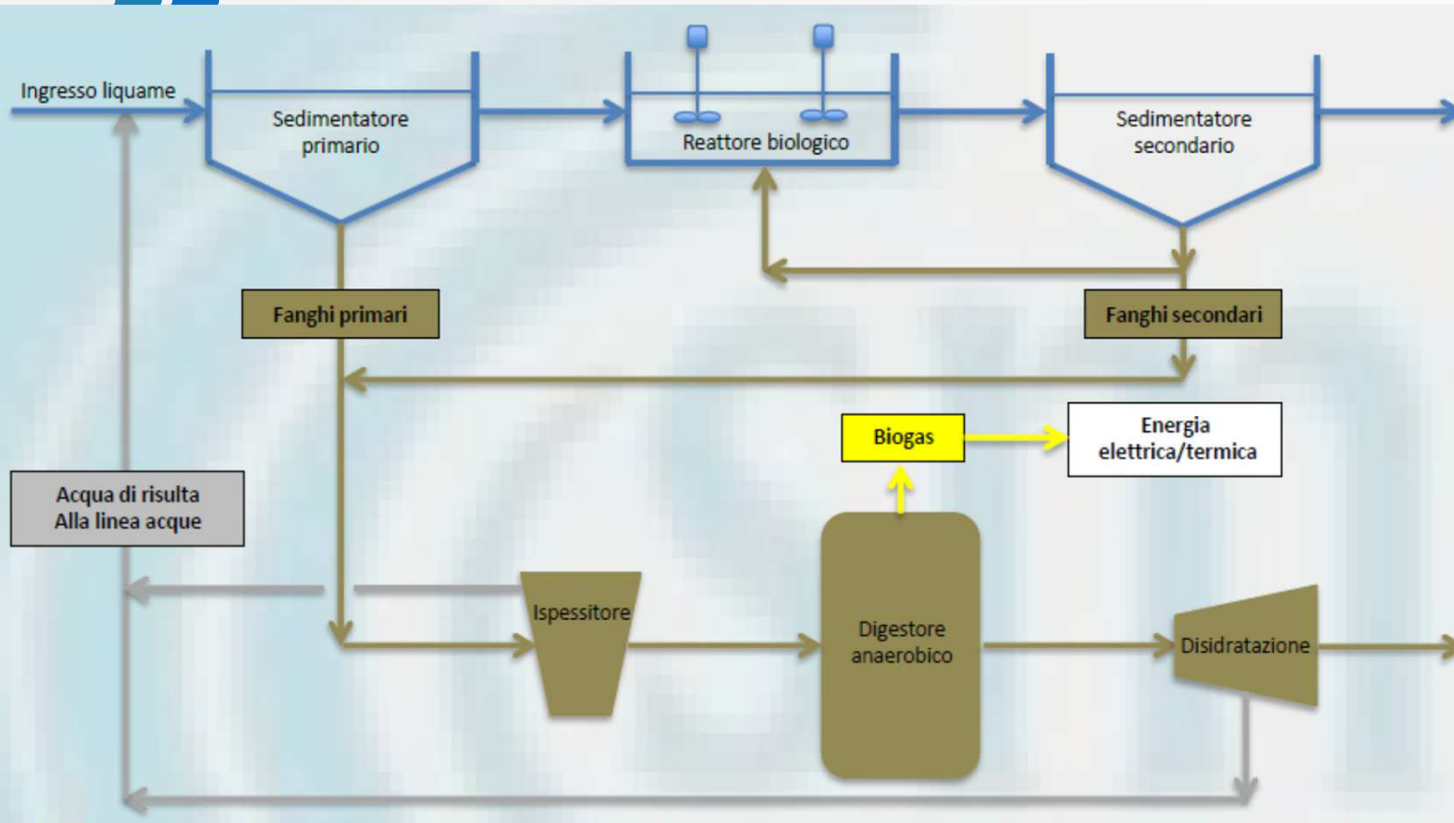 Ingresso liquame
Sedimentatore
primario
Reattore biologico
Sedimentatore
secondario
Fanghi primari
Fanghi secondari
Biogas
Energia
elettrica/termica
Acqua di risulta
Alla linea acque
Ispessitore
Digestore
anaerobico
Disidratazione